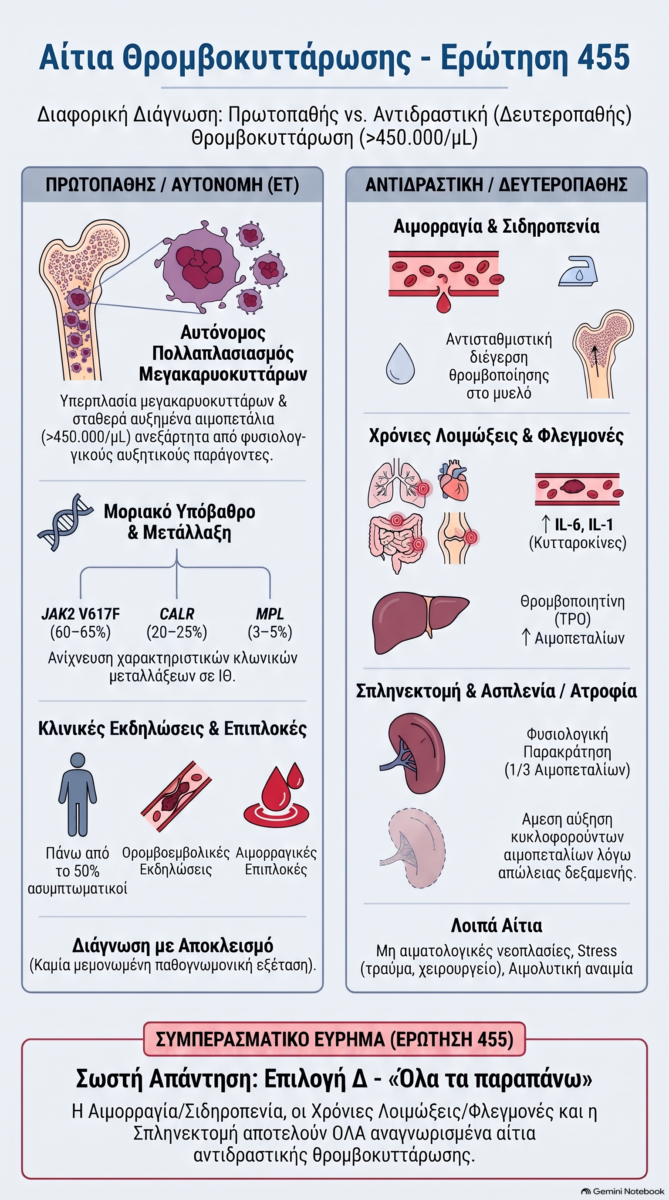 Αίτια Θρομβοκυττάρωσης - Ερώτηση 455
Διαφορική Διάγνωση: Πρωτοπαθής vs. Αντιδραστική (Δευτεροπαθής)
Θρομβοκυττάρωση (>450.000/μL)
ΠΡΩΤΟΠΑΘΗΣ / ΑΥΤΟΝΟΜΗ (ET)
Αυτόνομος
Πολλαπλασιασμός
Μεγακαρυοκυττάρων
Υπερπλασία μεγακαρυοκυττάρων &
σταθερά αυξημένα αιμοπετάλια
(>450.000/μL) ανεξάρτητα από φυσιολογ-
γικούς αυξητικούς παράγοντες.
Μοριακό Υπόβαθρο
& Μετάλλαξη
JAK2 V617F
(60–65%)
CALR
(20–25%)
MPL
(3–5%)
Ανίχνευση χαρακτηριστικών κλωνικών
μεταλλάξεων σε ΙΘ.
Κλινικές Εκδηλώσεις & Επιπλοκές
Πάνω από
το 50%
ασυμπτωματικοί
Ορομβοεμβολικές
Εκδηλώσεις
Αιμορραγικές
Επιπλοκές
Διάγνωση με Αποκλεισμό
(Καμία μεμονωμένη παθογνωμονική εξέταση).
ΑΝΤΙΔΡΑΣΤΙΚΗ / ΔΕΥΤΕΡΟΠΑΘΗΣ
Αιμορραγία & Σιδηροπενία
Αντισταθμιστική
διέγερση
θρομβοποίησης
στο μυελό
Χρόνιες Λοιμώξεις & Φλεγμονές
↑ IL-6, IL-1
(Κυτταροκίνες)
Θρομβοποιητίνη
(TPO)
↑ Αιμοπεταλίων
Σπληνεκτομή & Ασπλενία / Ατροφία
Φυσιολογική
Παρακράτηση
(1/3 Αιμοπεταλίων)
Αμεση αύξηση
κυκλοφορούντων
αιμοπεταλίων λόγω
απώλειας δεξαμενής.
Λοιπά Αίτια
Μη αιματολογικές νεοπλασίες, Stress
(τραύμα, χειρουργείο), Αιμολυτική αναιμία
ΣΥΜΠΕΡΑΣΜΑΤΙΚΟ ΕΥΡΗΜΑ (ΕΡΩΤΗΣΗ 455)
Σωστή Απάντηση: Επιλογή Δ - «Όλα τα παραπάνω»
Η Αιμορραγία/Σιδηροπενία, οι Χρόνιες Λοιμώξεις/Φλεγμονές και η
Σπληνεκτομή αποτελούν ΟΛΑ αναγνωρισμένα αίτια
αντιδραστικής θρομβοκυττάρωσης.
Gemini Notebook